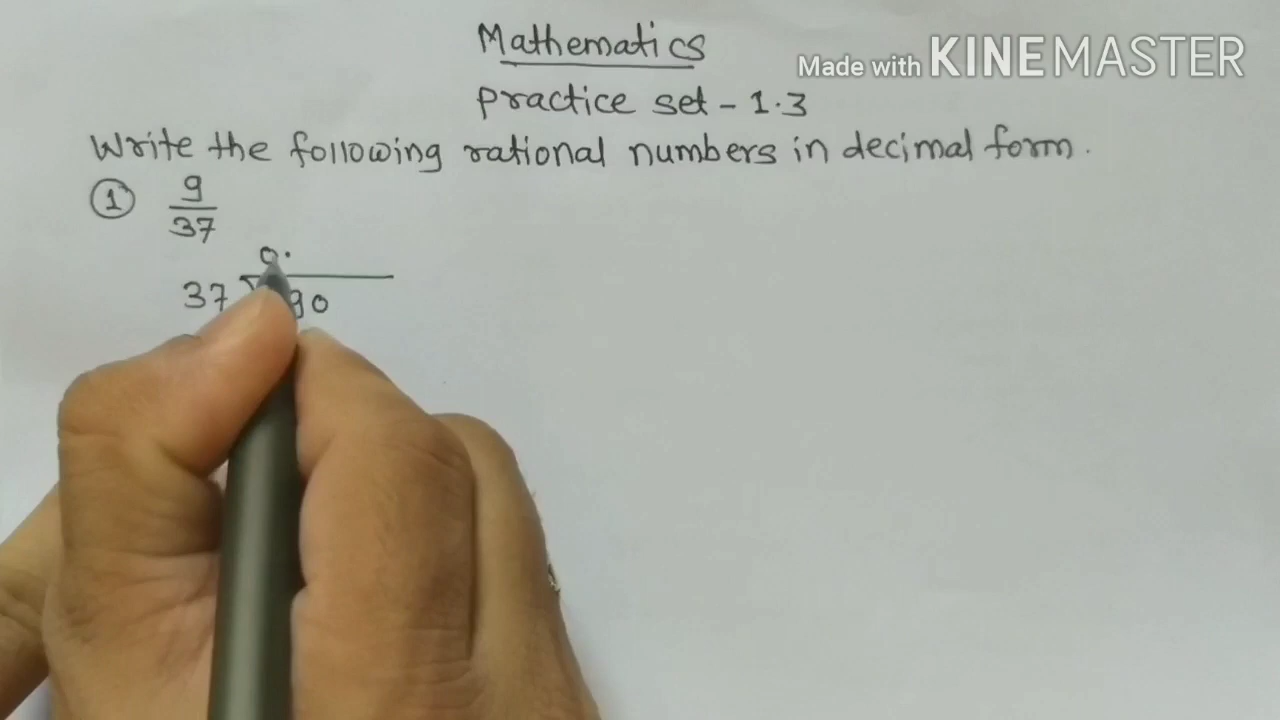 Mathematics
Made with KINEMASTER
Practice set - 1.3
Write the following rational numbers in decimal form.
① 9/37
0.
37 90